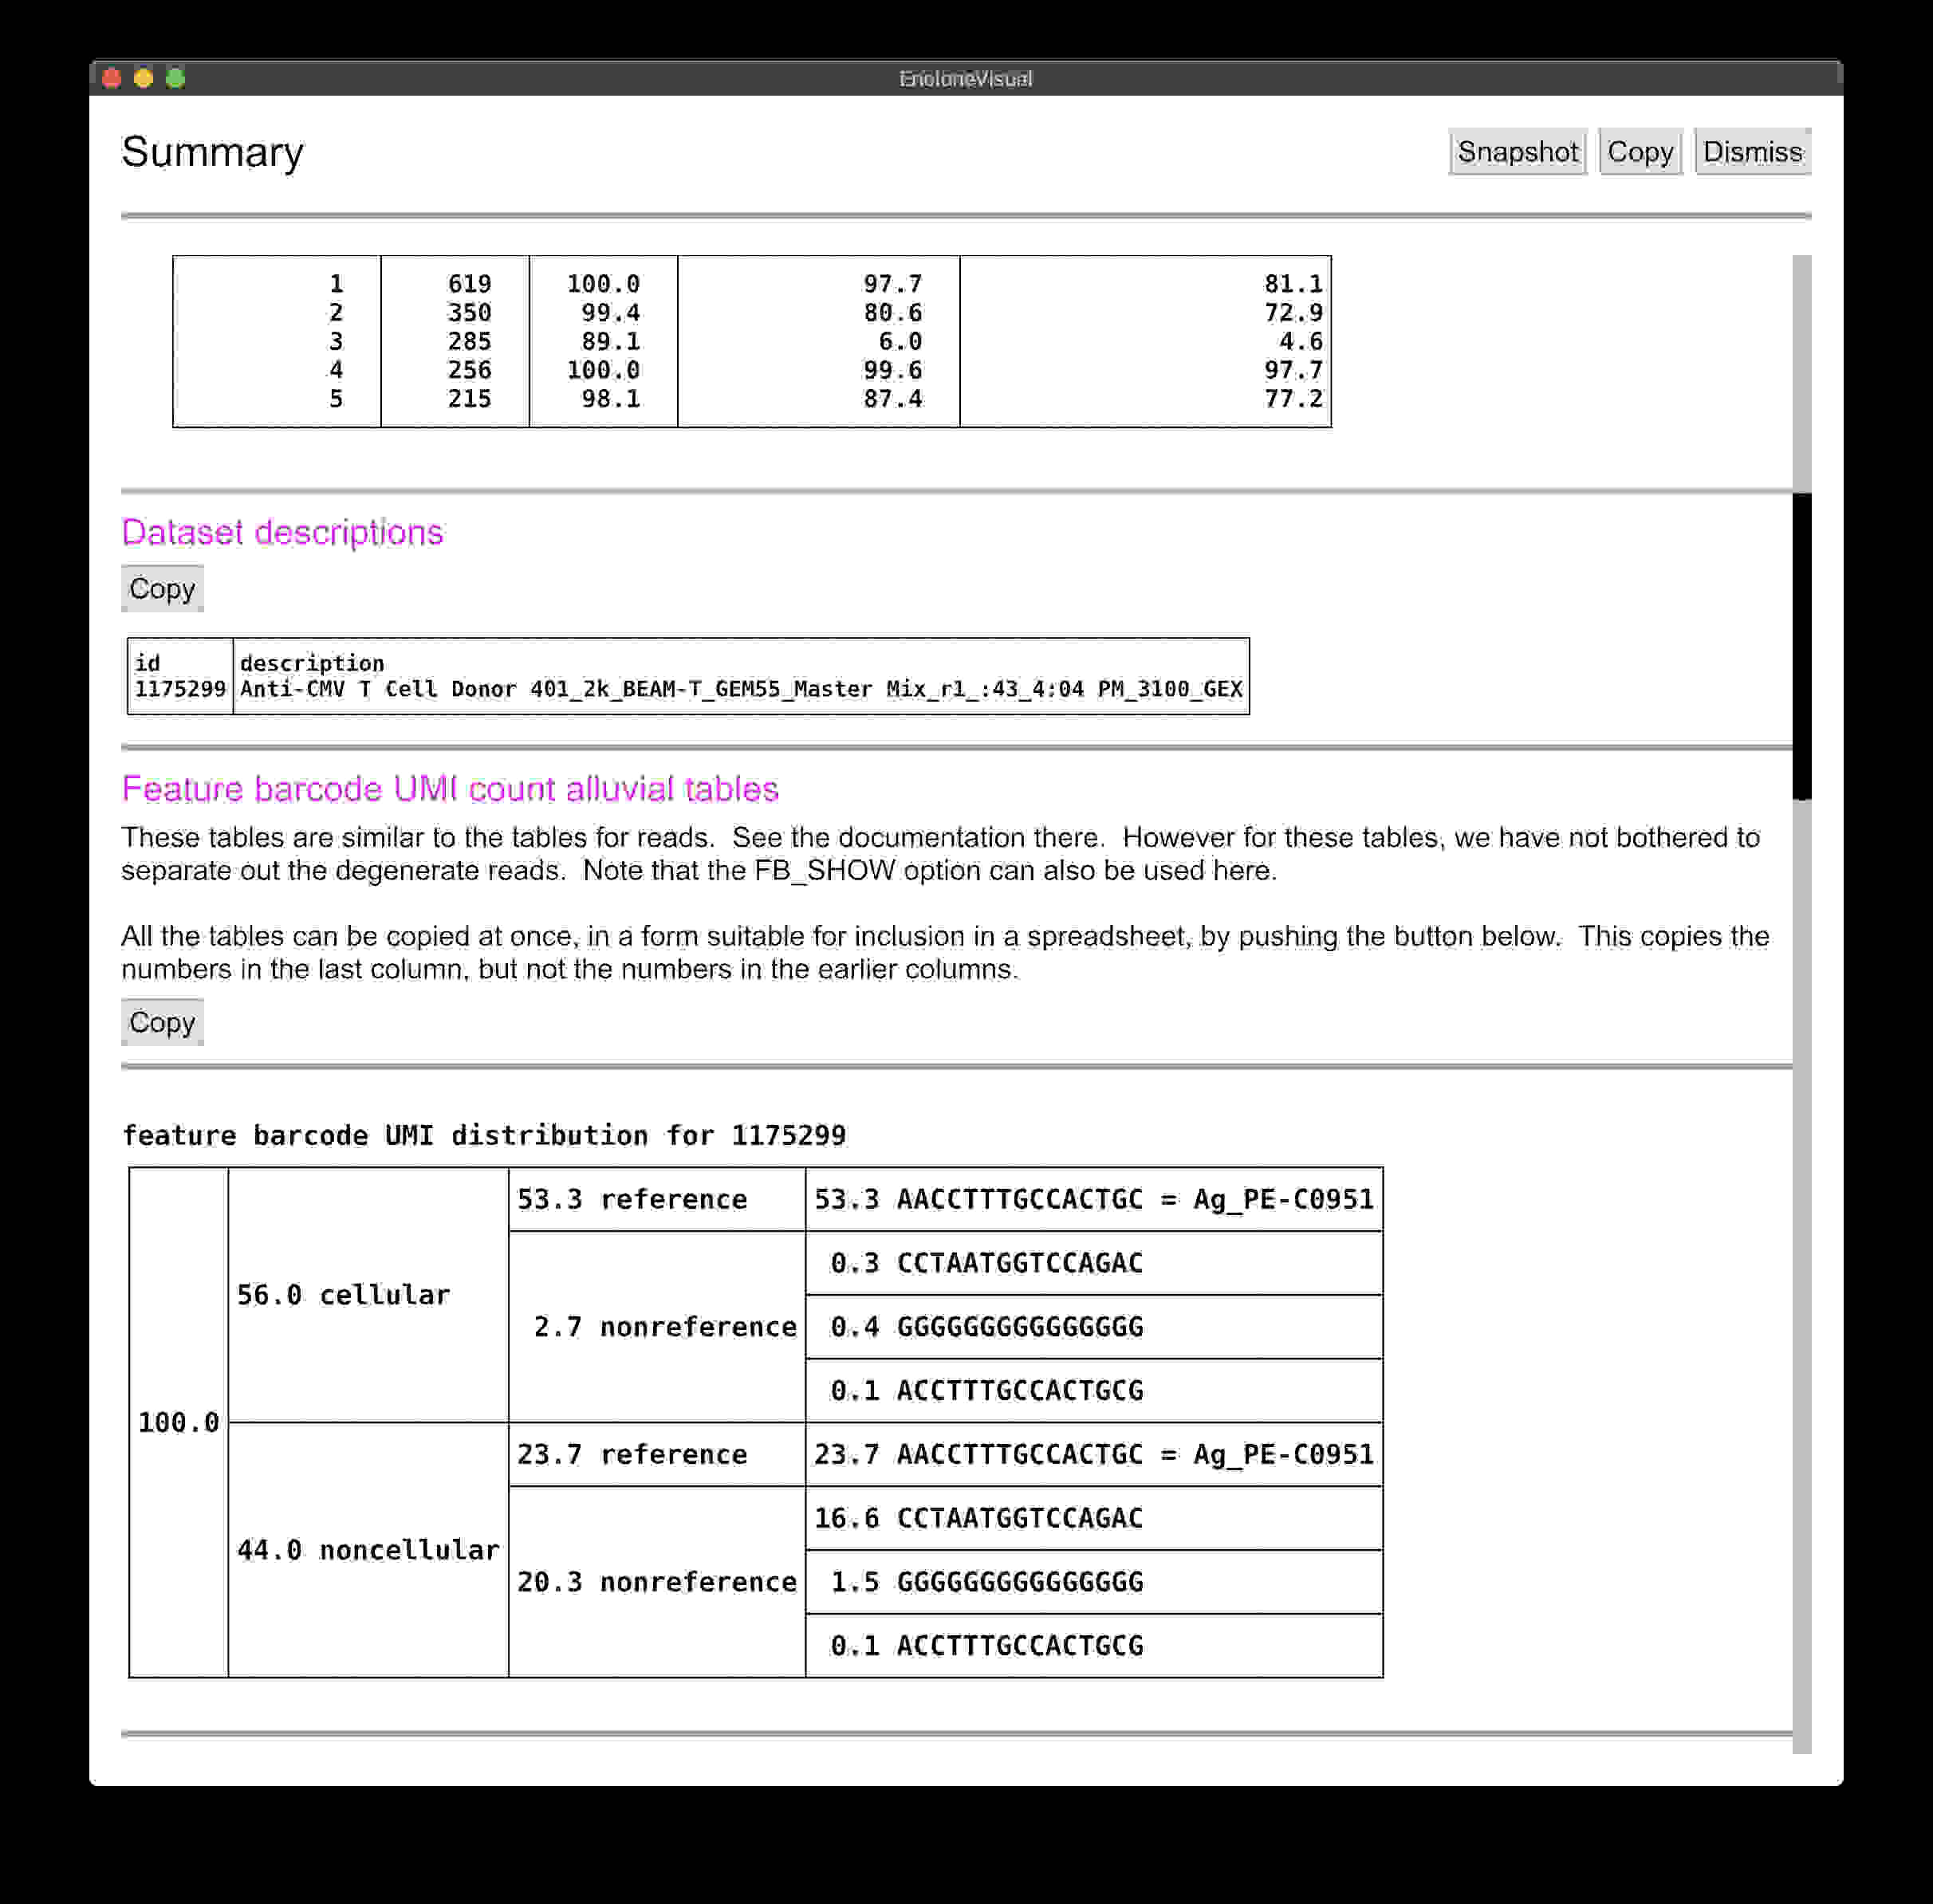 EncloneVisual
Summary Snapshot Copy Dismiss
1 619 100.0 97.7 81.1
2 350 99.4 80.6 72.9
3 285 89.1 6.0 4.6
4 256 100.0 99.6 97.7
5 215 98.1 87.4 77.2
Dataset descriptions
Copy
id description
1175299 Anti-CMV T Cell Donor 401_2k_BEAM-T_GEM55_Master Mix_r1_:43_4:04 PM_3100_GEX
Feature barcode UMI count alluvial tables
These tables are similar to the tables for reads.  See the documentation there.  However for these tables, we have not bothered to
separate out the degenerate reads.  Note that the FB_SHOW option can also be used here.
All the tables can be copied at once, in a form suitable for inclusion in a spreadsheet, by pushing the button below.  This copies the
numbers in the last column, but not the numbers in the earlier columns.
Copy
feature barcode UMI distribution for 1175299
53.3 reference 53.3 AACCTTTGCCACTGC = Ag_PE-C0951
0.3 CCTAATGGTCCAGAC
56.0 cellular
2.7 nonreference 0.4 GGGGGGGGGGGGGGG
0.1 ACCTTTGCCACTGCG
100.0
23.7 reference 23.7 AACCTTTGCCACTGC = Ag_PE-C0951
16.6 CCTAATGGTCCAGAC
44.0 noncellular
20.3 nonreference 1.5 GGGGGGGGGGGGGGG
0.1 ACCTTTGCCACTGCG